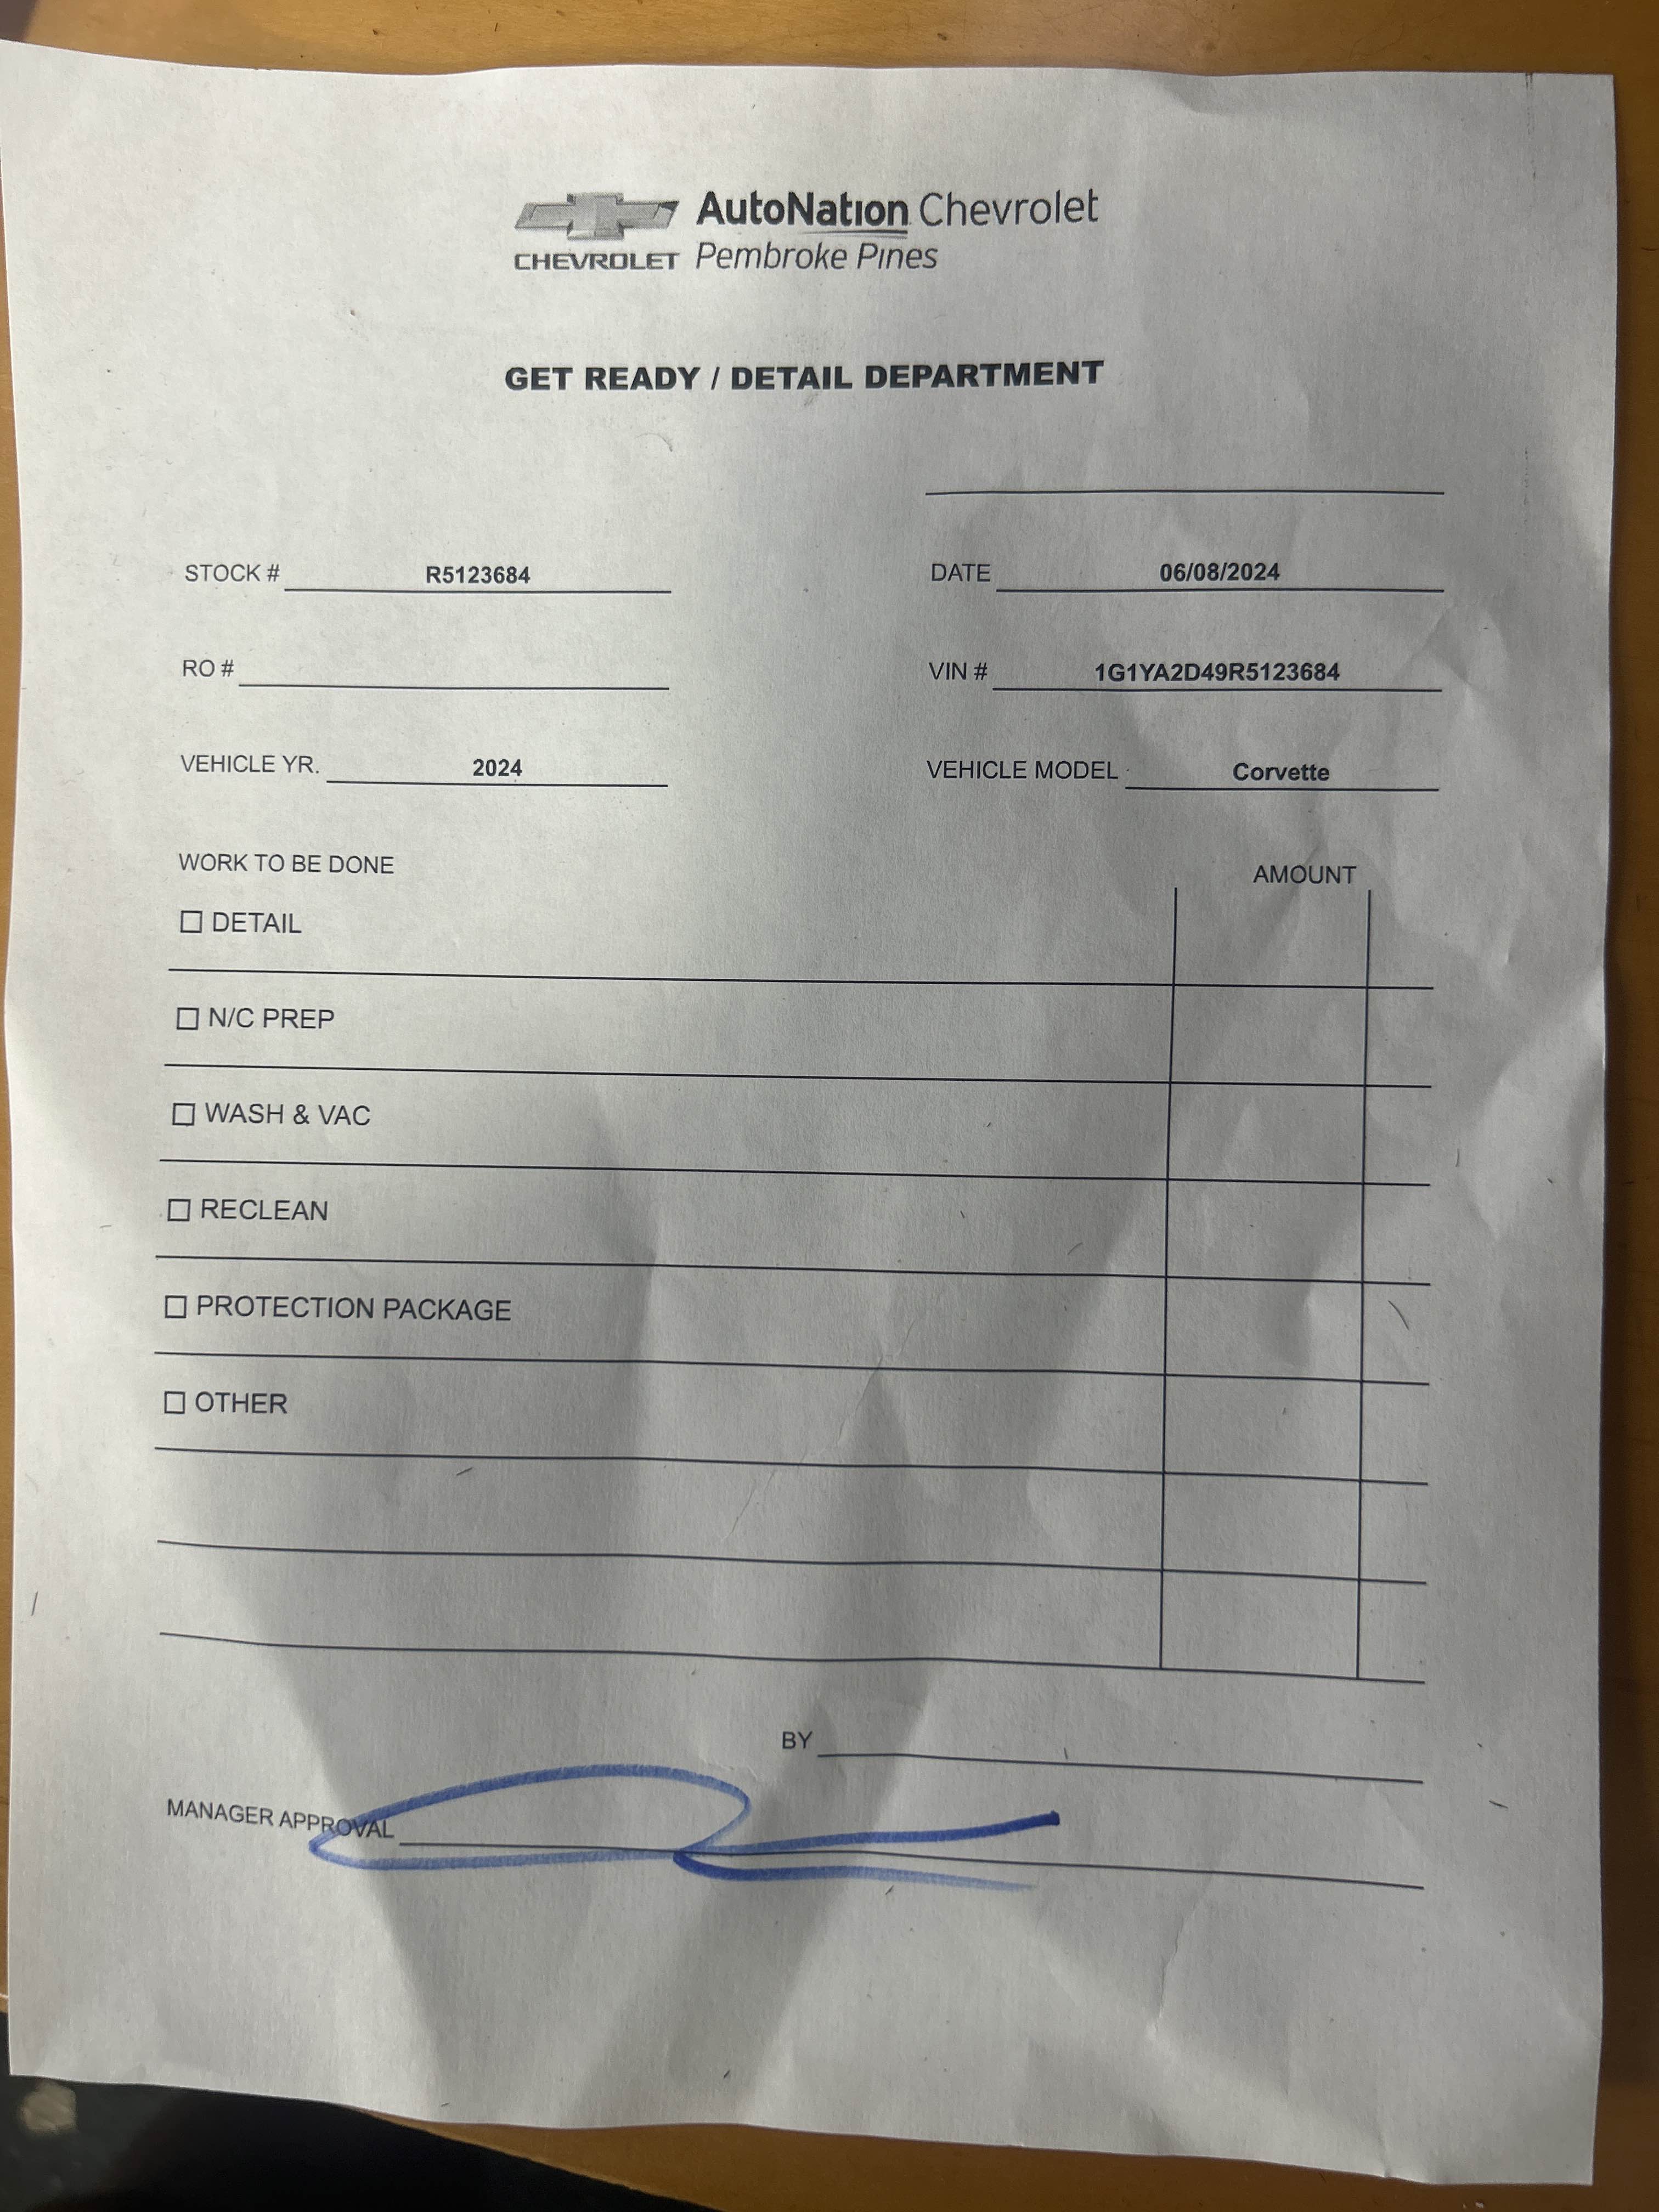 AutoNation Chevrolet
CHEVROLET Pembroke Pines
GET READY / DETAIL DEPARTMENT
STOCK # R5123684 DATE 06/08/2024
RO # VIN # 1G1YA2D49R5123684
VEHICLE YR. 2024 VEHICLE MODEL Corvette
WORK TO BE DONE AMOUNT
DETAIL
N/C PREP
WASH & VAC
RECLEAN
PROTECTION PACKAGE
OTHER
BY
MANAGER APPROVAL